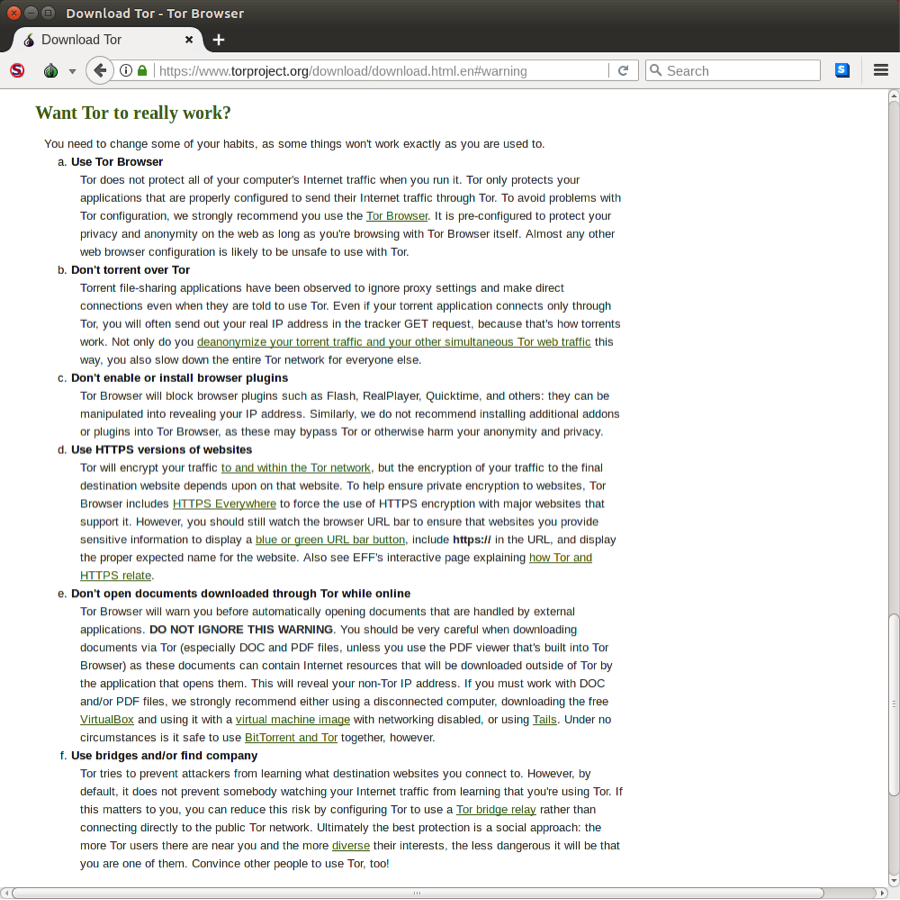 Download Tor - Tor Browser
Download Tor
https://www.torproject.org/download/download.html.en#warning
Search
Want Tor to really work?
You need to change some of your habits, as some things won't work exactly as you are used to.
a. Use Tor Browser
Tor does not protect all of your computer's Internet traffic when you run it. Tor only protects your
applications that are properly configured to send their Internet traffic through Tor. To avoid problems with
Tor configuration, we strongly recommend you use the Tor Browser. It is pre-configured to protect your
privacy and anonymity on the web as long as you're browsing with Tor Browser itself. Almost any other
web browser configuration is likely to be unsafe to use with Tor.
b. Don't torrent over Tor
Torrent file-sharing applications have been observed to ignore proxy settings and make direct
connections even when they are told to use Tor. Even if your torrent application connects only through
Tor, you will often send out your real IP address in the tracker GET request, because that's how torrents
work. Not only do you deanonymize your torrent traffic and your other simultaneous Tor web traffic this
way, you also slow down the entire Tor network for everyone else.
c. Don't enable or install browser plugins
Tor Browser will block browser plugins such as Flash, RealPlayer, Quicktime, and others: they can be
manipulated into revealing your IP address. Similarly, we do not recommend installing additional addons
or plugins into Tor Browser, as these may bypass Tor or otherwise harm your anonymity and privacy.
d. Use HTTPS versions of websites
Tor will encrypt your traffic to and within the Tor network, but the encryption of your traffic to the final
destination website depends upon on that website. To help ensure private encryption to websites, Tor
Browser includes HTTPS Everywhere to force the use of HTTPS encryption with major websites that
support it. However, you should still watch the browser URL bar to ensure that websites you provide
sensitive information to display a blue or green URL bar button, include https:// in the URL, and display
the proper expected name for the website. Also see EFF's interactive page explaining how Tor and
HTTPS relate.
e. Don't open documents downloaded through Tor while online
Tor Browser will warn you before automatically opening documents that are handled by external
applications. DO NOT IGNORE THIS WARNING. You should be very careful when downloading
documents via Tor (especially DOC and PDF files, unless you use the PDF viewer that's built into Tor
Browser) as these documents can contain Internet resources that will be downloaded outside of Tor by
the application that opens them. This will reveal your non-Tor IP address. If you must work with DOC
and/or PDF files, we strongly recommend either using a disconnected computer, downloading the free
VirtualBox and using it with a virtual machine image with networking disabled, or using Tails. Under no
circumstances is it safe to use BitTorrent and Tor together, however.
f. Use bridges and/or find company
Tor tries to prevent attackers from learning what destination websites you connect to. However, by
default, it does not prevent somebody watching your Internet traffic from learning that you're using Tor. If
this matters to you, you can reduce this risk by configuring Tor to use a Tor bridge relay rather than
connecting directly to the public Tor network. Ultimately the best protection is a social approach: the
more Tor users there are near you and the more diverse their interests, the less dangerous it will be that
you are one of them. Convince other people to use Tor, too!